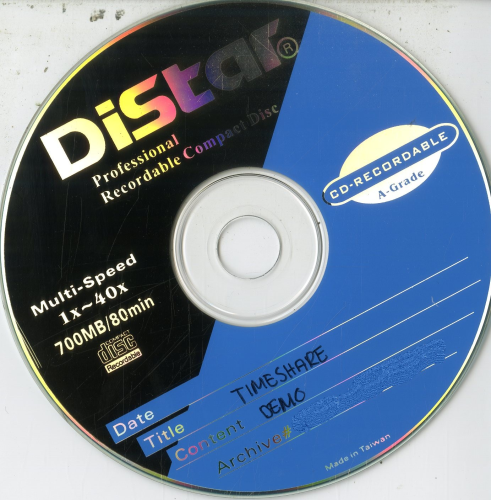 DiStar®
Professional
Recordable Compact Disc
CD-RECORDABLE
A-Grade
Multi-Speed
1x~40x
700MB/80min
COMPACT
disc
Recordable
Date
Title TIMESHARE
Content DEMO
Archive#
Made in Taiwan